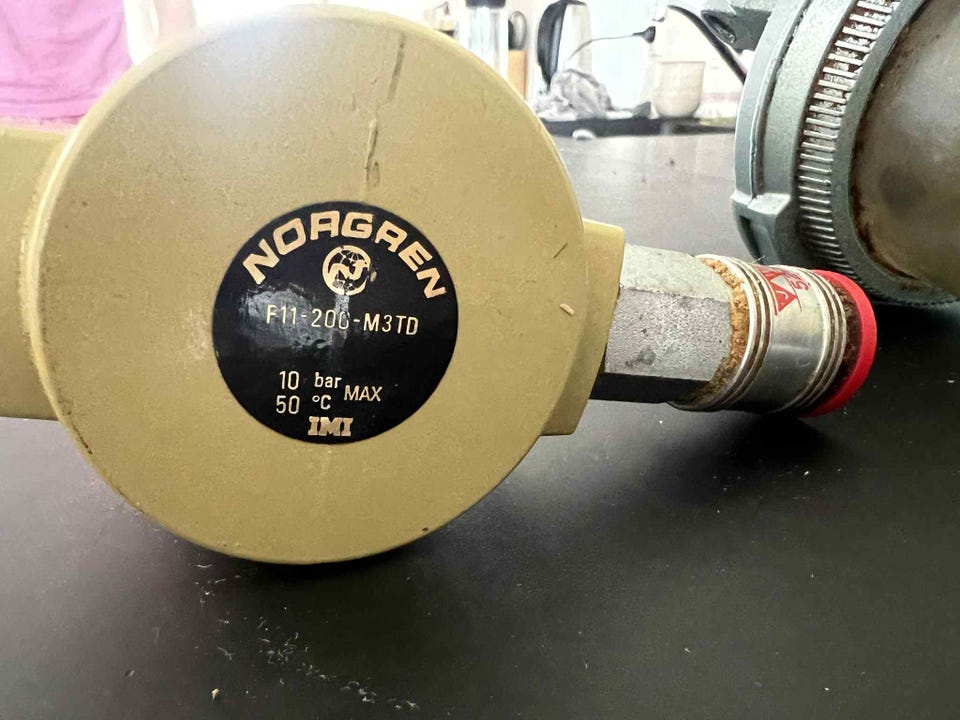 NORGREN
F11-200-M3TD
10 bar MAX
50 °C
IMI